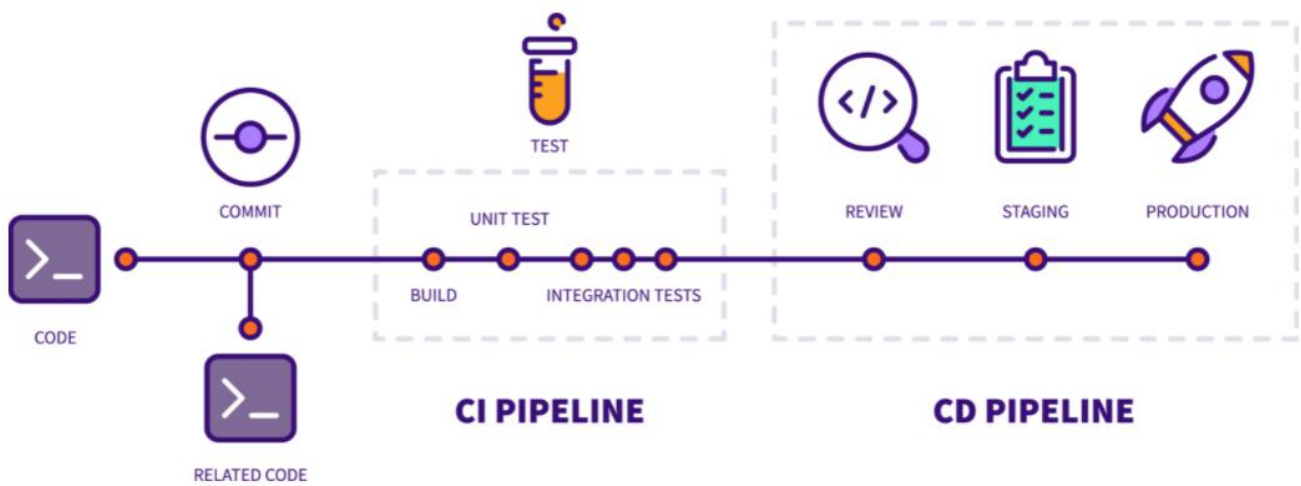 TEST
COMMIT
REVIEW
STAGING
PRODUCTION
UNIT TEST
</>
>_
BUILD
INTEGRATION TESTS
CODE
>_
RELATED CODE
CI PIPELINE
CD PIPELINE